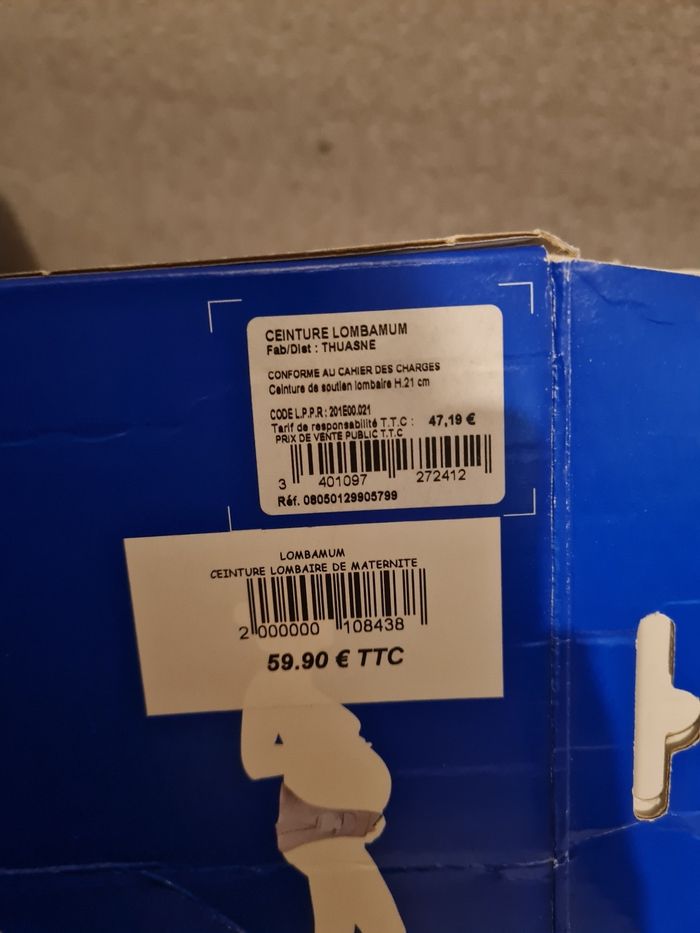 CEINTURE LOMBAMUM
Fab/Dist : THUASNE
CONFORME AU CAHIER DES CHARGES
Ceinture de soutien lombaire H.21 cm
CODE L.P.P.R : 201E00.021
Tarif de responsabilité T.T.C : 47,19 €
PRIX DE VENTE PUBLIC T.T.C
3 401097 272412
Réf. 08050129905799
LOMBAMUM
CEINTURE LOMBAIRE DE MATERNITE
2 000000 108438
59.90 € TTC